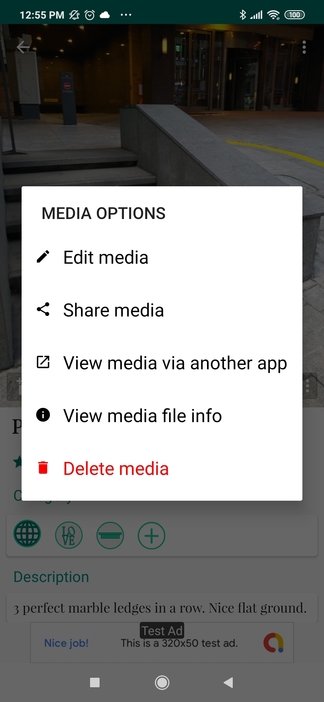 12:55 PM
100
MEDIA OPTIONS
Edit media
Share media
View media via another app
View media file info
Delete media
LO
VE
Description
3 perfect marble ledges in a row. Nice flat ground.
Test Ad
Nice job! This is a 320x50 test ad.